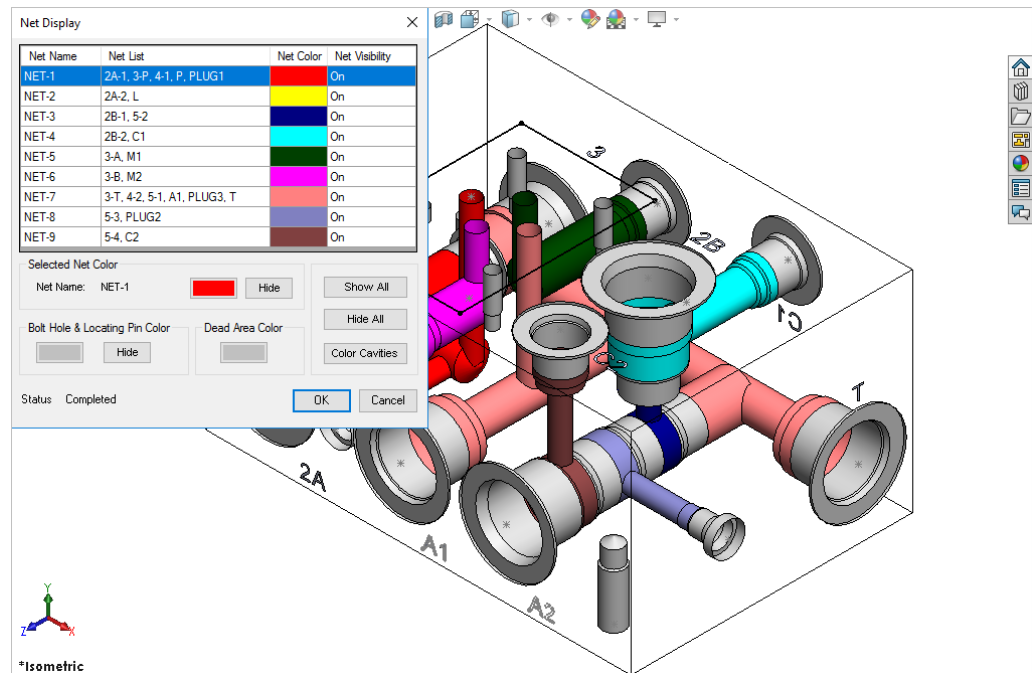 Net Display
Net Name Net List Net Color Net Visibility
NET-1 2A-1, 3-P, 4-1, P, PLUG1 On
NET-2 2A-2, L On
NET-3 2B-1, 5-2 On
NET-4 2B-2, C1 On
NET-5 3-A, M1 On
NET-6 3-B, M2 On
NET-7 3-T, 4-2, 5-1, A1, PLUG3, T On
NET-8 5-3, PLUG2 On
NET-9 5-4, C2 On
Selected Net Color
Net Name: NET-1 Hide
Show All
Hide All
Bolt Hole & Locating Pin Color
Dead Area Color
Hide
Color Cavities
Status Completed
OK Cancel
3
2B
C1
T
2A
A1
A2
Y
Z
X
*Isometric